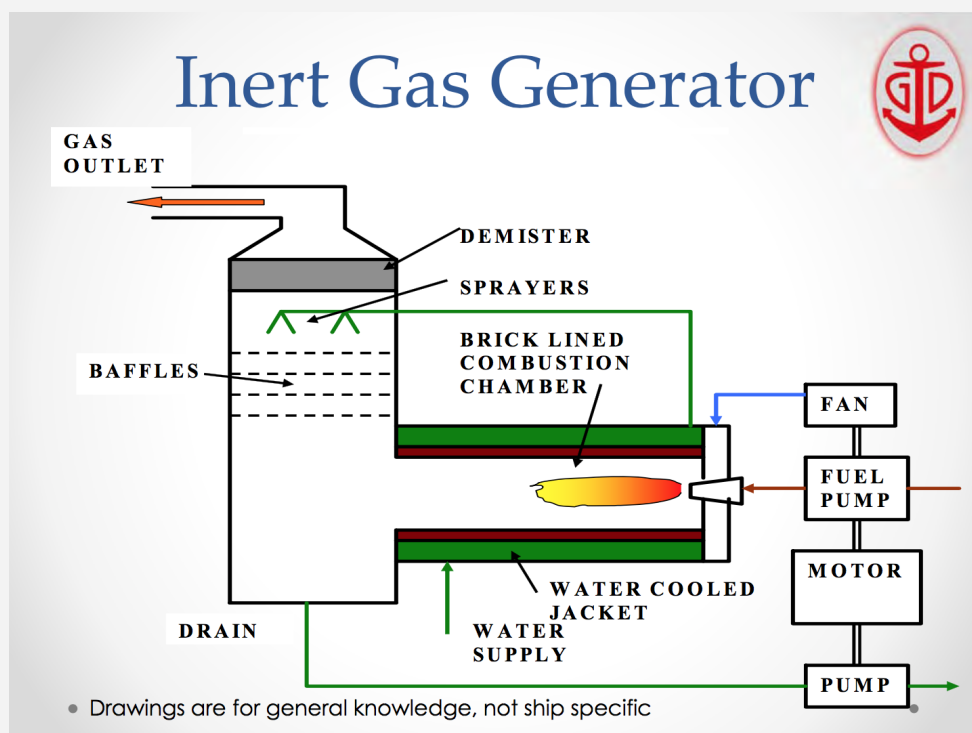 Inert Gas Generator
GD
GAS
OUTLET
DEMISTER
SPRAYERS
BRICK LINED
COMBUSTION
CHAMBER
BAFFLES
FAN
FUEL
PUMP
MOTOR
WATER COOLED
JACKET
DRAIN
WATER
SUPPLY
PUMP
• Drawings are for general knowledge, not ship specific
•